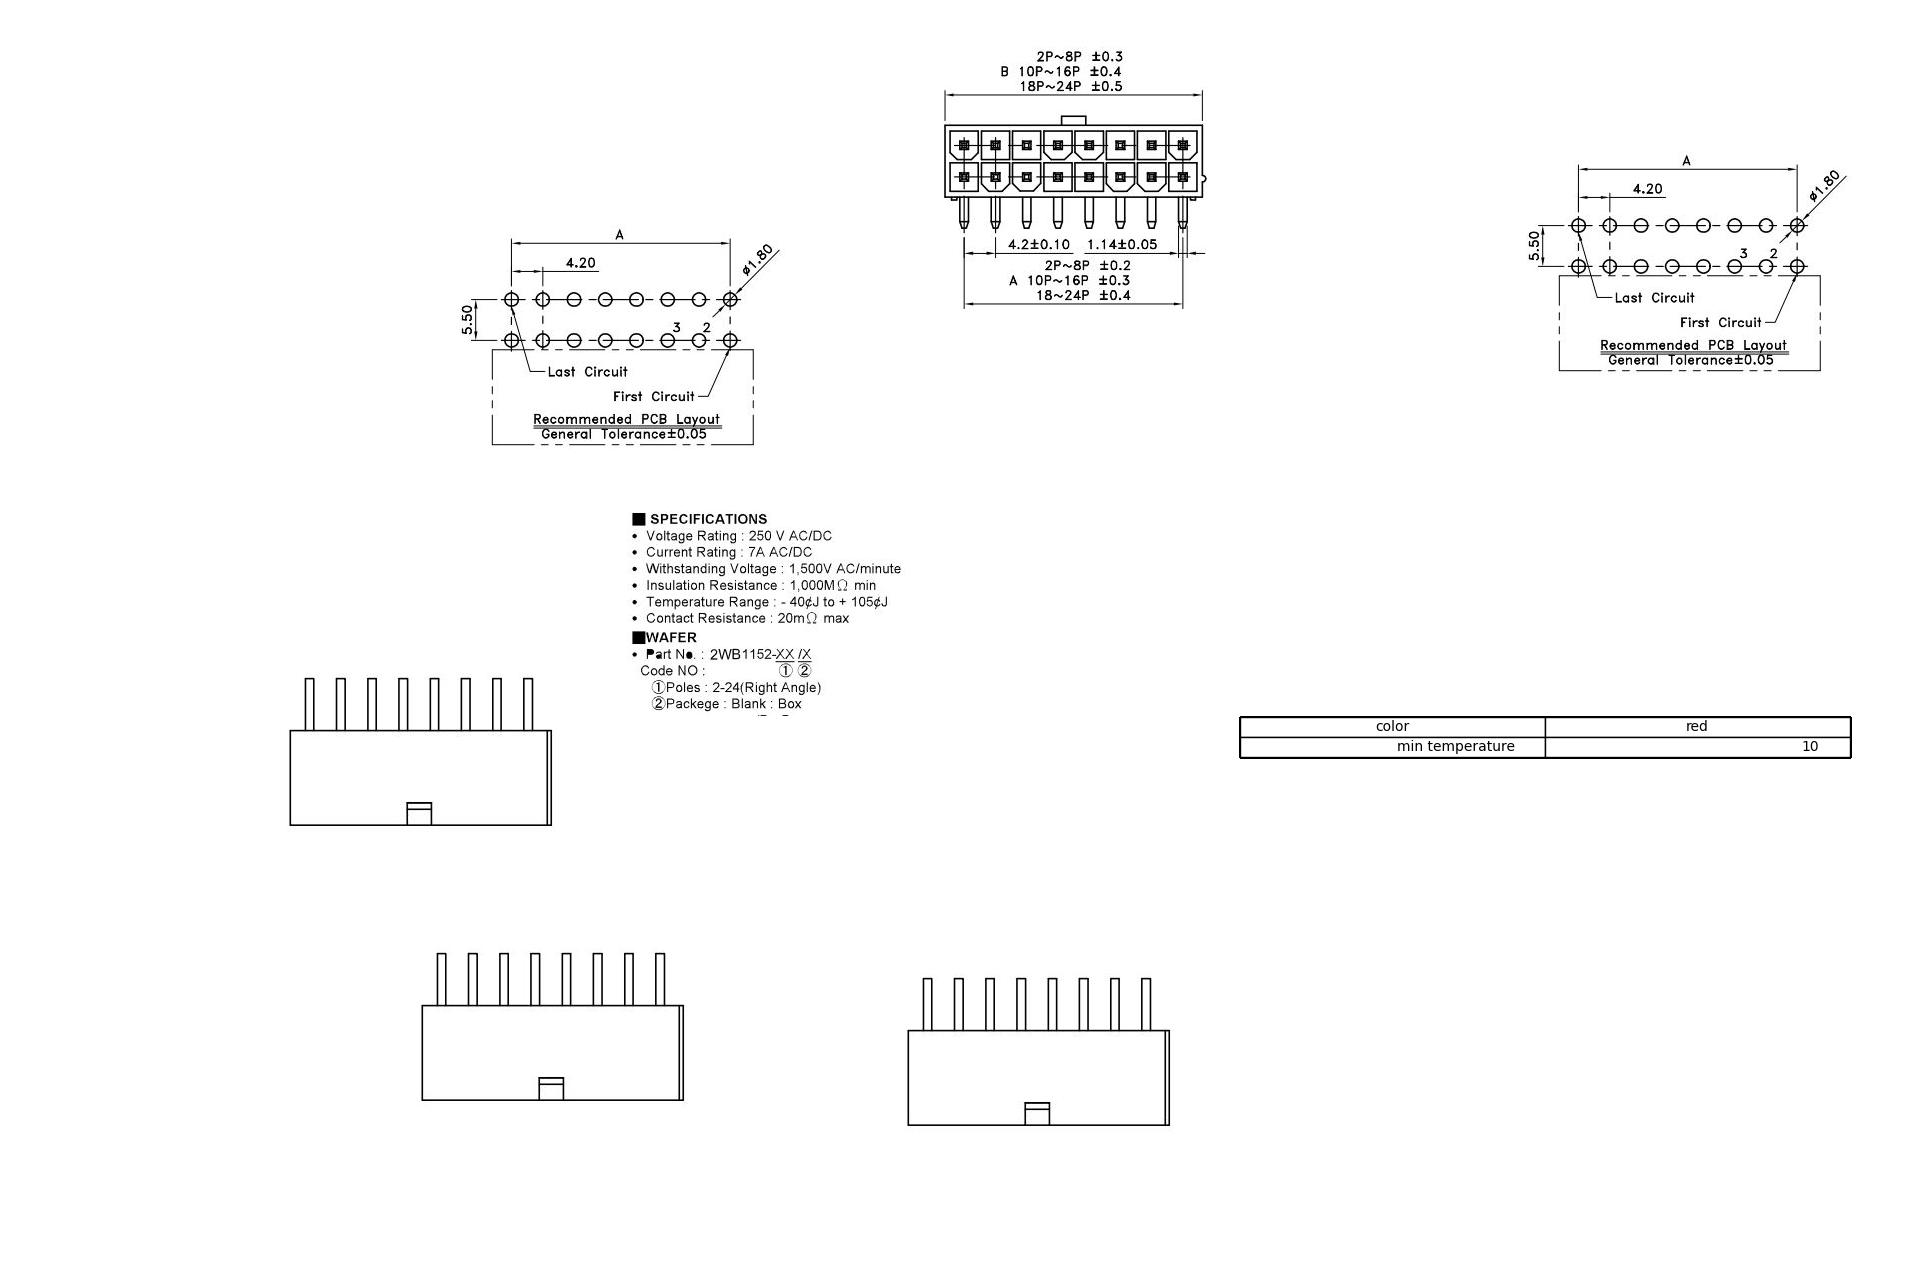 2P~8P ±0.3
B 10P~16P ±0.4
18P~24P ±0.5
4.2±0.10 1.14±0.05
2P~8P ±0.2
A 10P~16P ±0.3
18~24P ±0.4
A
4.20
ø1.80
5.50
3 2
Last Circuit
First Circuit
Recommended PCB Layout
General Tolerance±0.05
A
4.20
ø1.80
5.50
3 2
Last Circuit
First Circuit
Recommended PCB Layout
General Tolerance±0.05
■ SPECIFICATIONS
• Voltage Rating : 250 V AC/DC
• Current Rating : 7A AC/DC
• Withstanding Voltage : 1,500V AC/minute
• Insulation Resistance : 1,000MΩ min
• Temperature Range : - 40¢J to + 105¢J
• Contact Resistance : 20mΩ max
■WAFER
• Part No. : 2WB1152-XX /X
Code NO : ① ②
①Poles : 2-24(Right Angle)
②Packege : Blank : Box
color red
min temperature 10